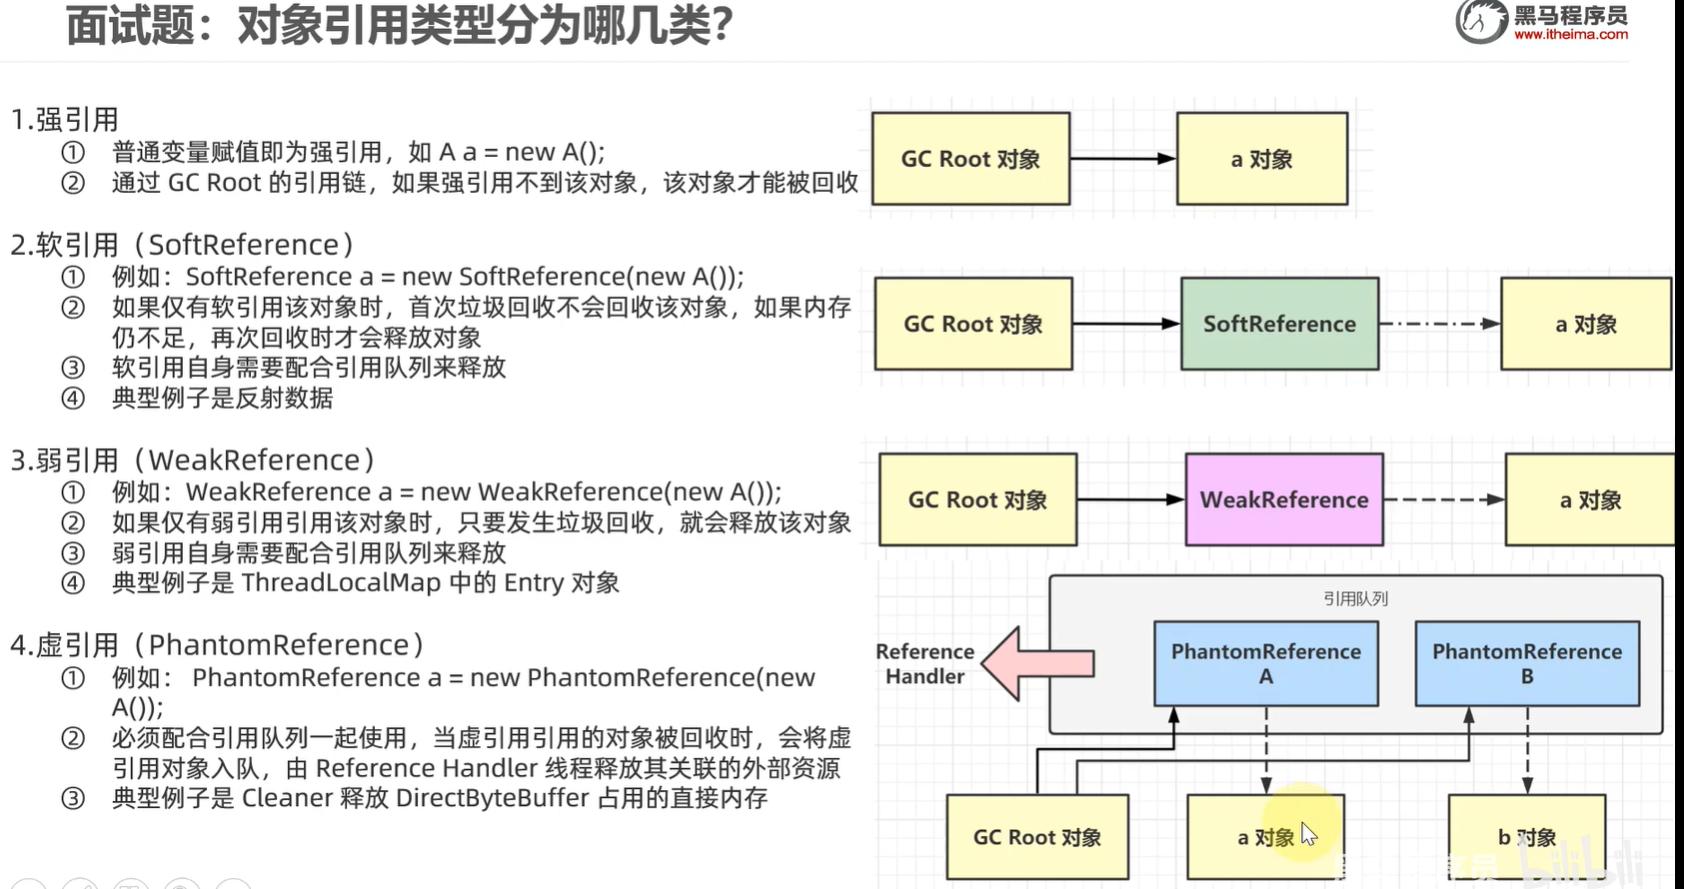 面试题：对象引用类型分为哪几类？
黑马程序员
www.itheima.com
1.强引用
① 普通变量赋值即为强引用，如 A a = new A();
② 通过 GC Root 的引用链，如果强引用不到该对象，该对象才能被回收
GC Root 对象
a 对象
2.软引用（SoftReference）
① 例如：SoftReference a = new SoftReference(new A());
② 如果仅有软引用该对象时，首次垃圾回收不会回收该对象，如果内存
仍不足，再次回收时才会释放对象
③ 软引用自身需要配合引用队列来释放
④ 典型例子是反射数据
GC Root 对象
SoftReference
a 对象
3.弱引用（WeakReference）
① 例如：WeakReference a = new WeakReference(new A());
② 如果仅有弱引用引用该对象时，只要发生垃圾回收，就会释放该对象
③ 弱引用自身需要配合引用队列来释放
④ 典型例子是 ThreadLocalMap 中的 Entry 对象
GC Root 对象
WeakReference
a 对象
4.虚引用（PhantomReference）
① 例如： PhantomReference a = new PhantomReference(new
A());
② 必须配合引用队列一起使用，当虚引用引用的对象被回收时，会将虚
引用对象入队，由 Reference Handler 线程释放其关联的外部资源
③ 典型例子是 Cleaner 释放 DirectByteBuffer 占用的直接内存
引用队列
Reference
Handler
PhantomReference
A
PhantomReference
B
GC Root 对象
a 对象
b 对象
黑马程序员 bilibili